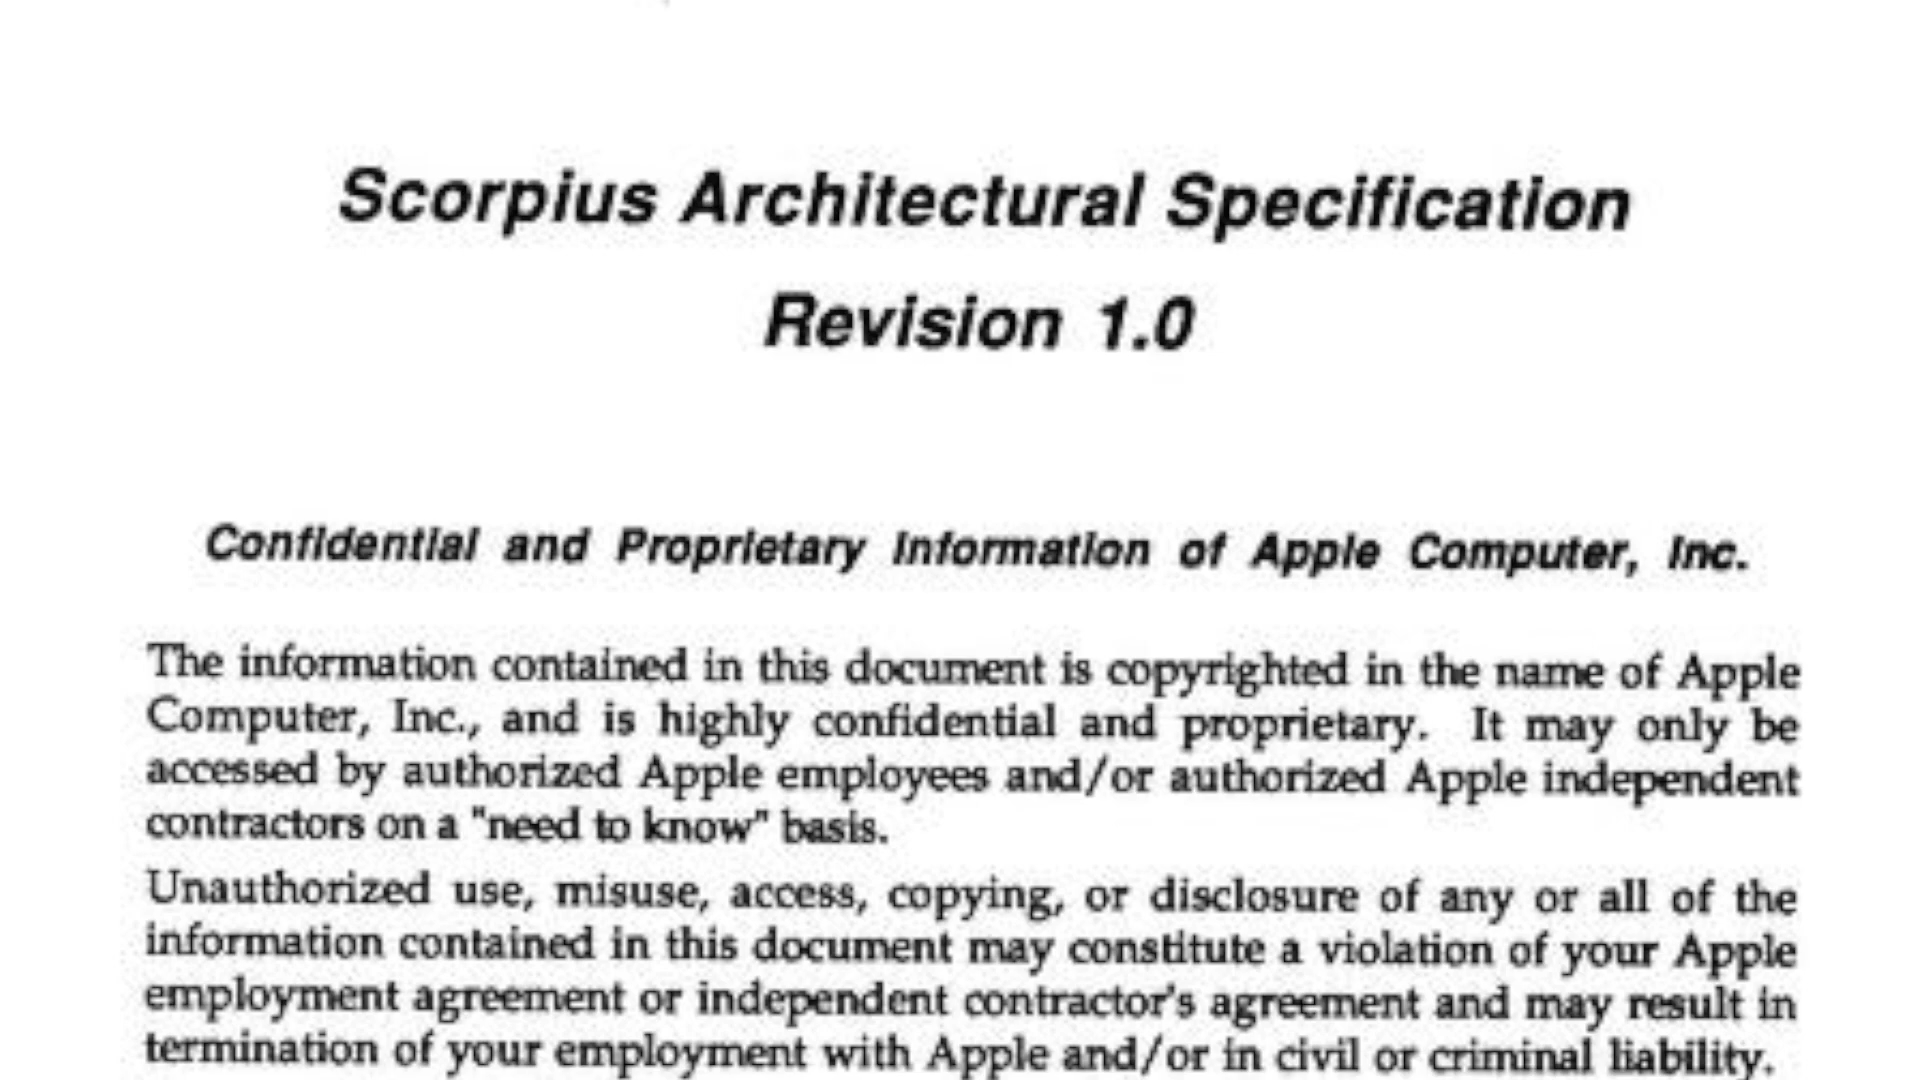 Scorpius Architectural Specification
Revision 1.0
Confidential and Proprietary Information of Apple Computer, Inc.
The information contained in this document is copyrighted in the name of Apple
Computer, Inc., and is highly confidential and proprietary. It may only be
accessed by authorized Apple employees and/or authorized Apple independent
contractors on a "need to know" basis.
Unauthorized use, misuse, access, copying, or disclosure of any or all of the
information contained in this document may constitute a violation of your Apple
employment agreement or independent contractor's agreement and may result in
termination of your employment with Apple and/or in civil or criminal liability.